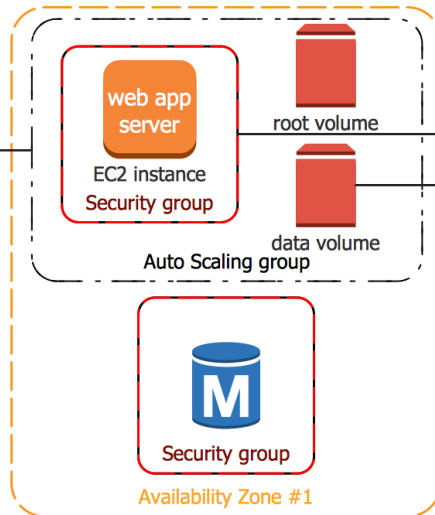 web app
server
EC2 instance
Security group
root volume
data volume
Auto Scaling group
M
Security group
Availability Zone #1